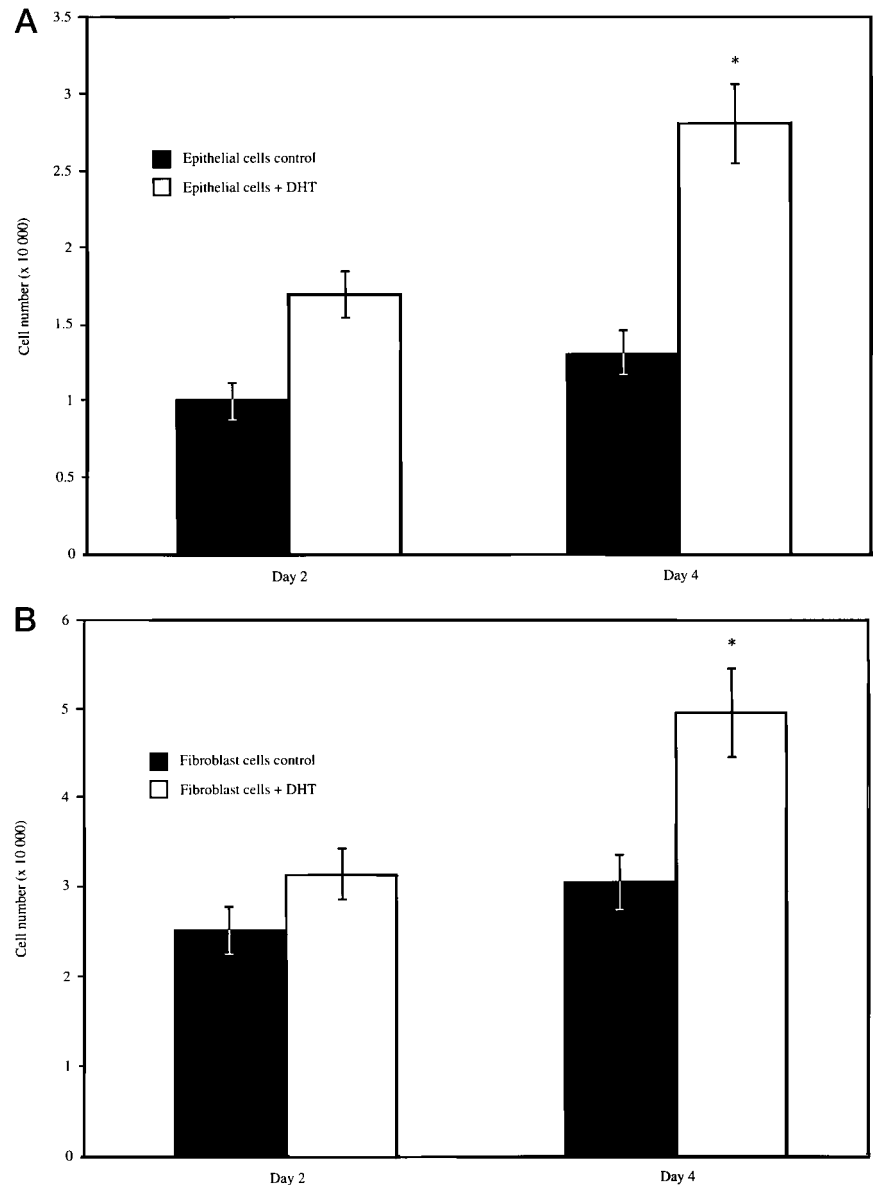 A
3.5
3
2.5
2
1.5
1
0.5
0
Cell number (x 10 000)
Epithelial cells control
Epithelial cells + DHT
*
Day 2
Day 4
B
6
5
4
3
2
1
0
Cell number (x 10 000)
Fibroblast cells control
Fibroblast cells + DHT
*
Day 2
Day 4